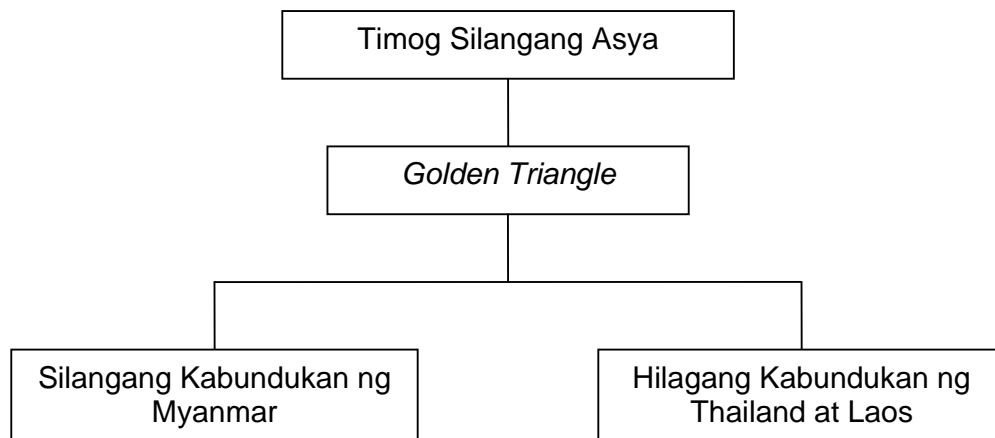 Timog Silangang Asya
Golden Triangle
Silangang Kabundukan ng
Myanmar
Hilagang Kabundukan ng
Thailand at Laos